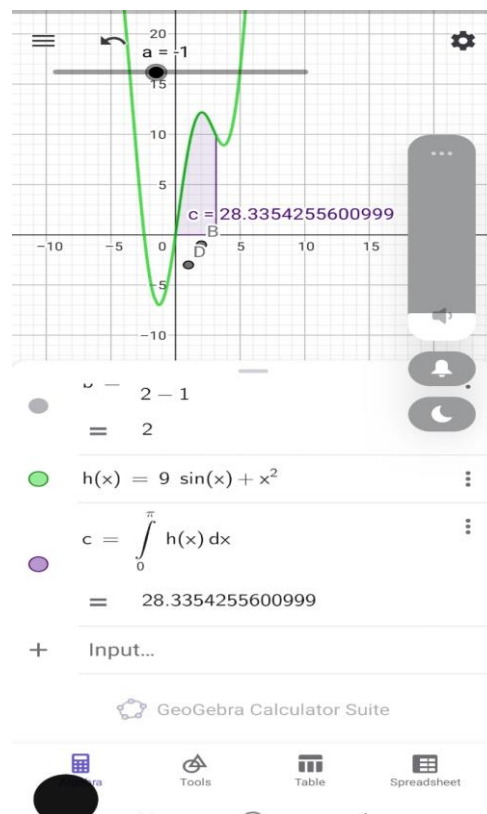 20
a = -1
15
10
5
c = 28.3354255600999
B
-10 -5 0 5 10 15
D
-5
-10
2 − 1
= 2
h(x) = 9 sin(x) + x²
π
c = ∫ h(x) dx
0
= 28.3354255600999
+ Input...
GeoGebra Calculator Suite
Tools Table Spreadsheet